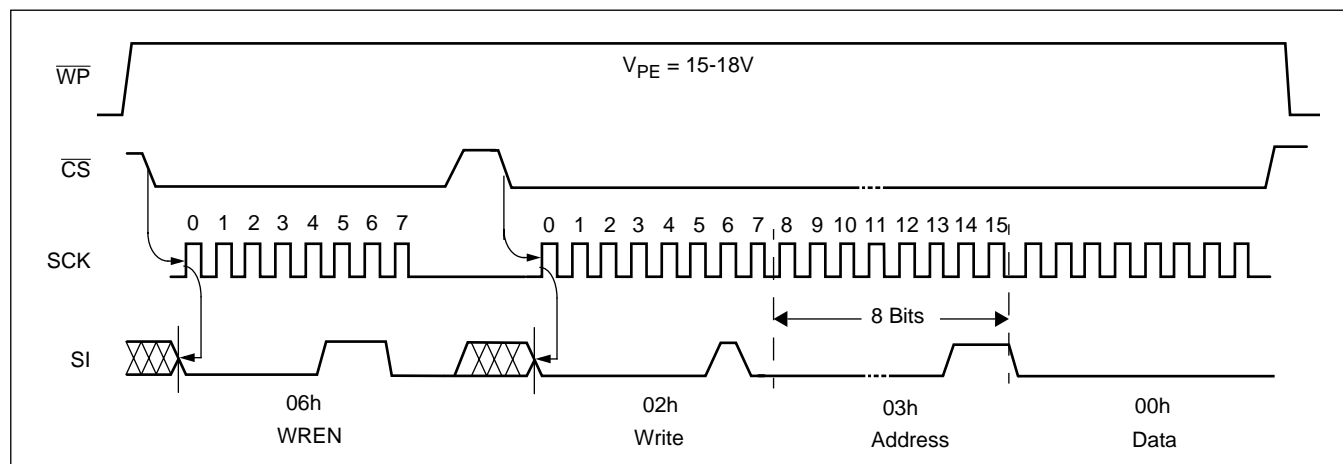 WP
V_PE = 15-18V
CS
0 1 2 3 4 5 6 7
0 1 2 3 4 5 6 7 8 9 10 11 12 13 14 15
SCK
8 Bits
SI
06h
02h
03h
00h
WREN
Write
Address
Data